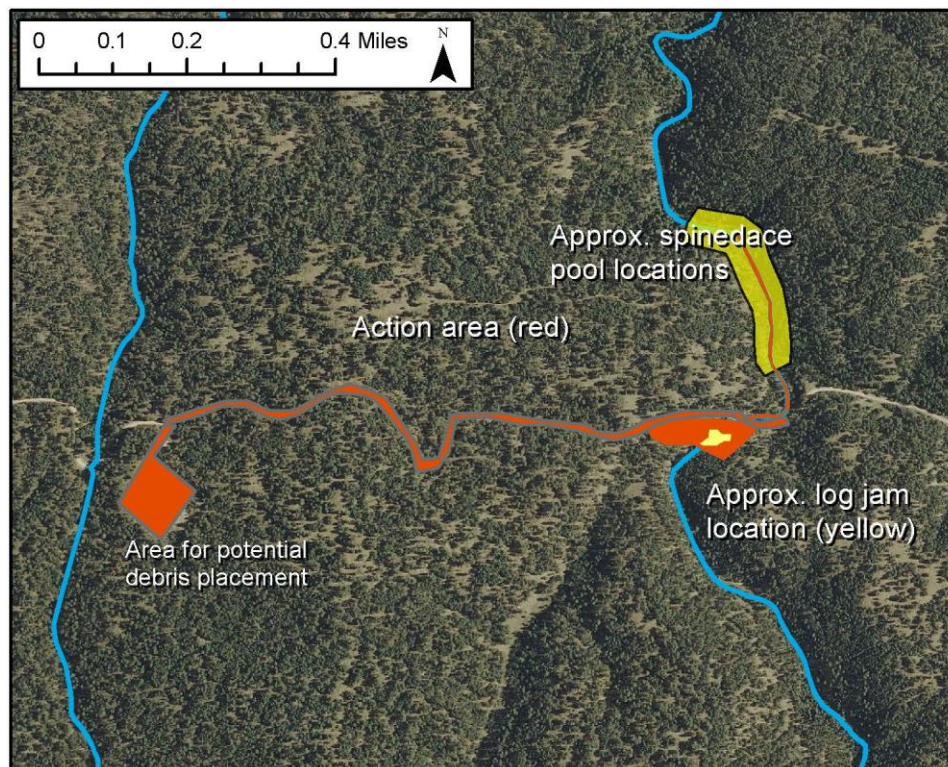 0 0.1 0.2 0.4 Miles
N
Approx. spinedace
pool locations
Action area (red)
Approx. log jam
location (yellow)
Area for potential
debris placement